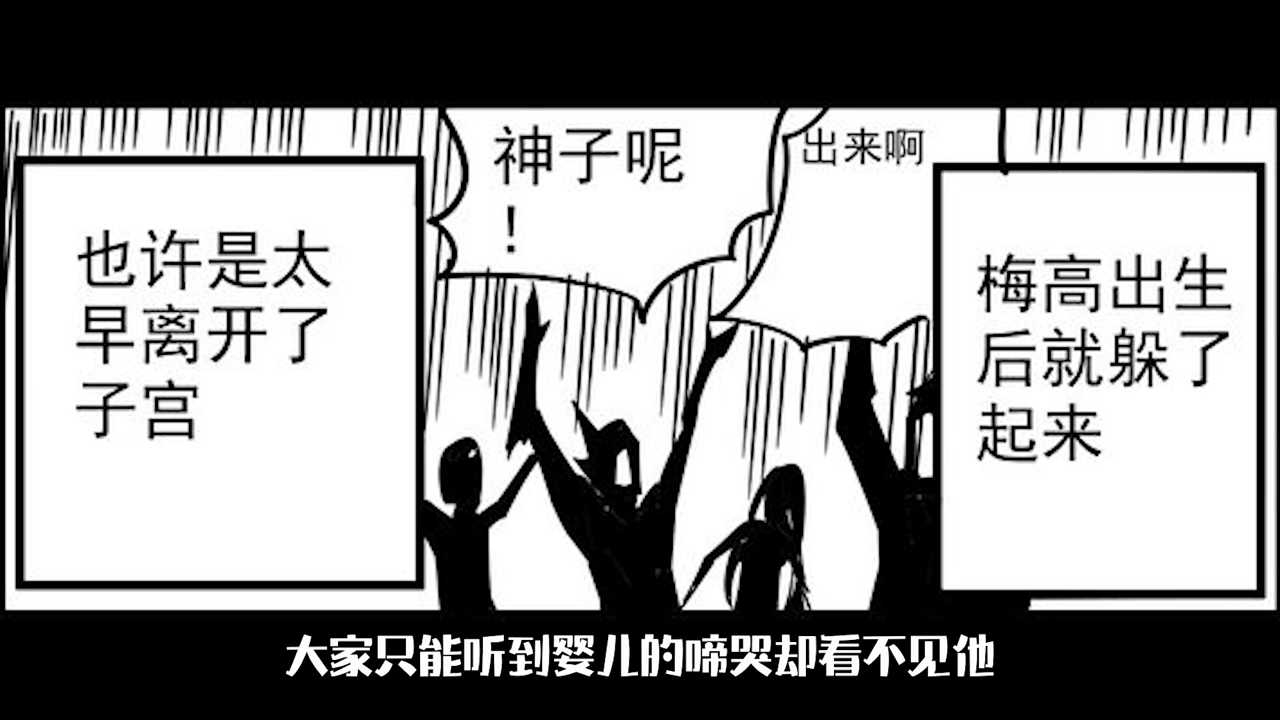 也许是太
早离开了
子宫
神子呢
！
出来啊
梅高出生
后就躲了
起来
大家只能听到婴儿的啼哭却看不见他